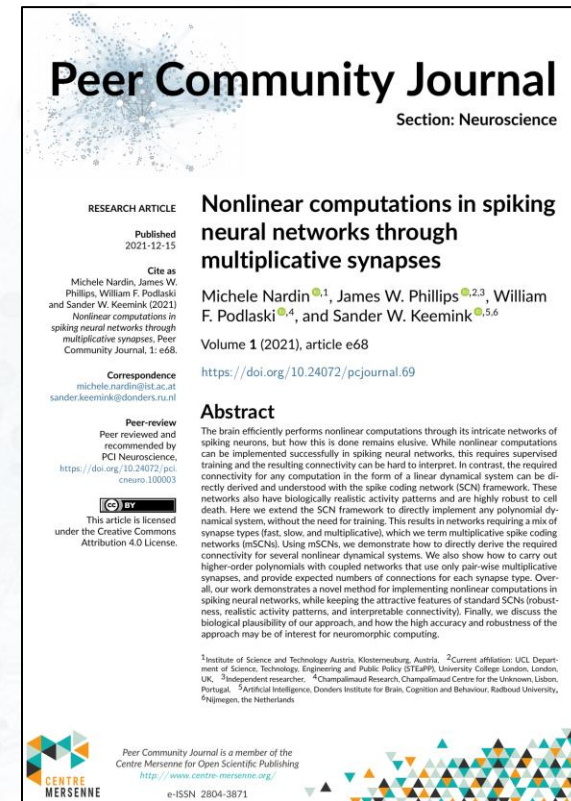 Peer Community Journal
Section: Neuroscience
RESEARCH ARTICLE
Published
2021-12-15
Cite as
Michele Nardin, James W.
Phillips, William F. Podlaski
and Sander W. Keemink (2021)
Nonlinear computations in
spiking neural networks through
multiplicative synapses, Peer
Community Journal, 1: e68.
Correspondence
michele.nardin@ist.ac.at
sander.keemink@donders.ru.nl
Peer-review
Peer reviewed and
recommended by
PCI Neuroscience,
https://doi.org/10.24072/pci.
cneuro.100003
CC BY
This article is licensed
under the Creative Commons
Attribution 4.0 License.
Nonlinear computations in spiking
neural networks through
multiplicative synapses
Michele Nardin ,1, James W. Phillips ,2,3, William
F. Podlaski ,4, and Sander W. Keemink ,5,6
Volume 1 (2021), article e68
https://doi.org/10.24072/pcjournal.69
Abstract
The brain efficiently performs nonlinear computations through its intricate networks of
spiking neurons, but how this is done remains elusive. While nonlinear computations
can be implemented successfully in spiking neural networks, this requires supervised
training and the resulting connectivity can be hard to interpret. In contrast, the required
connectivity for any computation in the form of a linear dynamical system can be di-
rectly derived and understood with the spike coding network (SCN) framework. These
networks also have biologically realistic activity patterns and are highly robust to cell
death. Here we extend the SCN framework to directly implement any polynomial dy-
namical system, without the need for training. This results in networks requiring a mix of
synapse types (fast, slow, and multiplicative), which we term multiplicative spike coding
networks (mSCNs). Using mSCNs, we demonstrate how to directly derive the required
connectivity for several nonlinear dynamical systems. We also show how to carry out
higher-order polynomials with coupled networks that use only pair-wise multiplicative
synapses, and provide expected numbers of connections for each synapse type. Over-
all, our work demonstrates a novel method for implementing nonlinear computations in
spiking neural networks, while keeping the attractive features of standard SCNs (robust-
ness, realistic activity patterns, and interpretable connectivity). Finally, we discuss the
biological plausibility of our approach, and how the high accuracy and robustness of the
approach may be of interest for neuromorphic computing.
1Institute of Science and Technology Austria, Klosterneuburg, Austria, 2Current affiliation: UCL Depart-
ment of Science, Technology, Engineering and Public Policy (STEaPP), University College London, London,
UK, 3Independent researcher, 4Champalimaud Research, Champalimaud Centre for the Unknown, Lisbon,
Portugal, 5Artificial Intelligence, Donders Institute for Brain, Cognition and Behaviour, Radboud University,
6Nijmegen, the Netherlands
CENTRE
MERSENNE
Peer Community Journal is a member of the
Centre Mersenne for Open Scientific Publishing
http://www.centre-mersenne.org/
e-ISSN 2804-3871